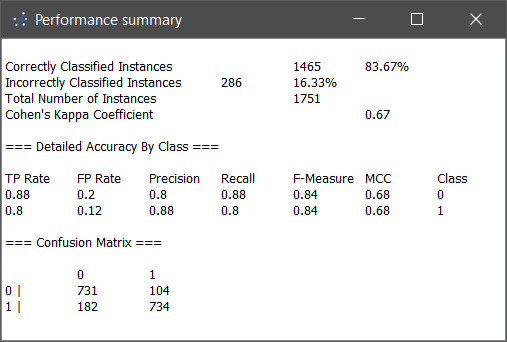 Performance summary
Correctly Classified Instances 1465 83.67%
Incorrectly Classified Instances 286 16.33%
Total Number of Instances 1751
Cohen's Kappa Coefficient 0.67
=== Detailed Accuracy By Class ===
TP Rate FP Rate Precision Recall F-Measure MCC Class
0.88 0.2 0.8 0.88 0.84 0.68 0
0.8 0.12 0.88 0.8 0.84 0.68 1
=== Confusion Matrix ===
0 1
0 | 731 104
1 | 182 734